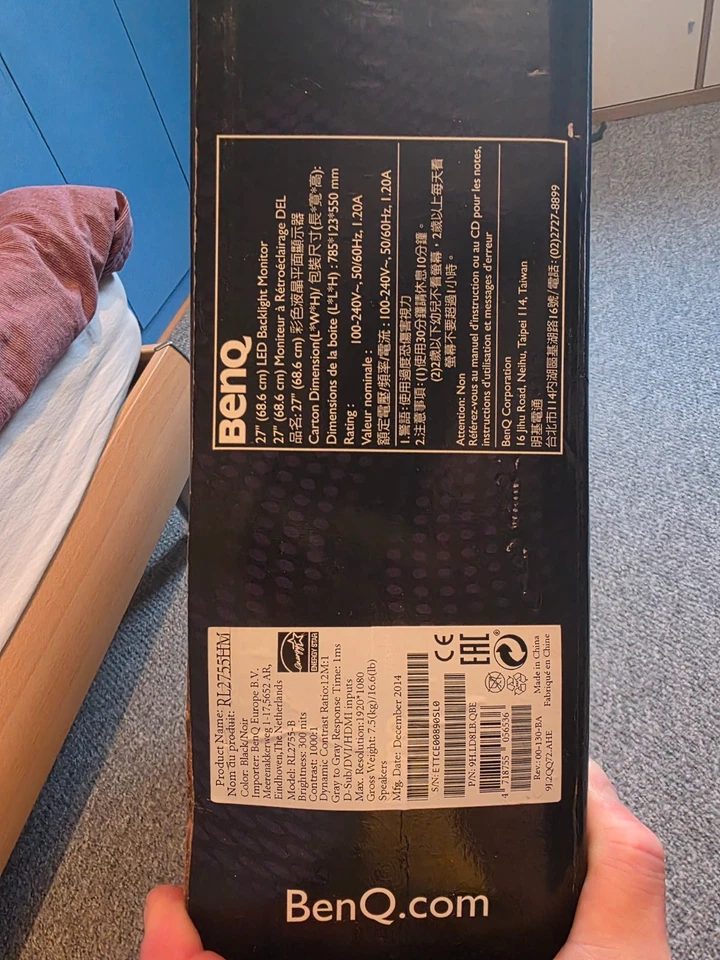 BenQ
27" (68.6 cm) LED Backlight Monitor
27" (68.6 cm) Moniteur à Rétroéclairage DEL
品名: 27" (68.6 cm) 彩色液晶平面顯示器
Carton Dimension(L*W*H)/ 包裝尺寸(長*寬*高):
Dimensions de la boite (L*L*H) : 785*123*550 mm
Rating : 100-240V~, 50/60Hz, 1.20A
Valeur nominale :
額定電壓/頻率/電流 : 100-240V~, 50/60Hz, 1.20A
1.警語:使用過度恐傷害視力
2.注意事項:(1)使用30分鐘請休息10分鐘。
(2)2歲以下幼兒不看螢幕,2歲以上每天看
螢幕不要超過1小時。
Attention: Non
Référez-vous au manuel d'instruction ou au CD pour les notes,
instructions d'utilisation et messages d'erreur
BenQ Corporation
16 Jihu Road, Neihu, Taipei 114, Taiwan
明基電通
台北市114內湖區基湖路16號/電話:(02)2727-8899
Product Name: RL2755HM
Nom du produit:
Color: Black/Noir
Importer: BenQ Europe B.V.
Meerenakkerweg 1-17,5652 AR,
Eindhoven,The Netherlands
Model: RL2755-B
Brightness: 300 nits
Contrast: 1000:1
Dynamic Contrast Ratio:12M:1
Gray to Gray Response Time: 1ms
D-Sub/DVI/HDMI inputs
Max. Resolution:1920*1080
Gross Weight: 7.5(kg)/16.6(lb)
Speakers
Mfg. Date: December 2014
energy
ENERGY STAR
S/N: ETTCE00890SL0
P/N: 9H.LD8LB.QBE
4 718755 056536
Rev: 00-130-BA
9J.2QQ72.AHE
CE
EAC
Made in China
Fabriqué en Chine
BenQ.com